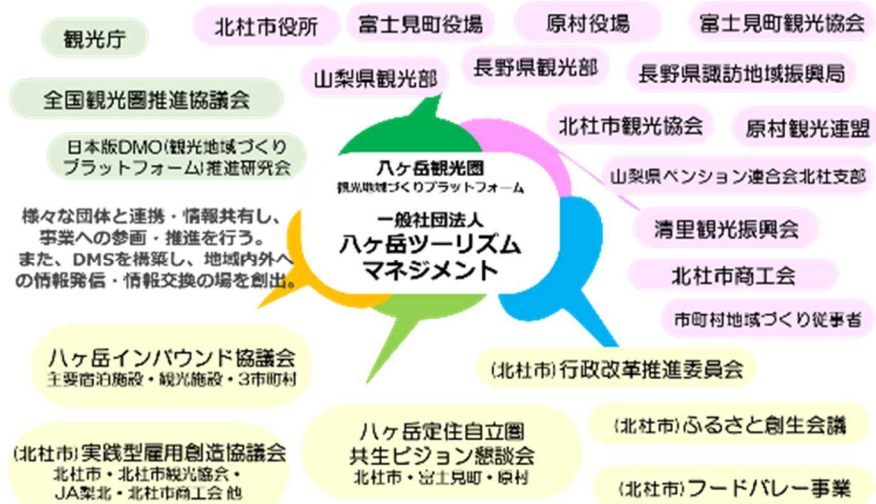 観光庁
北杜市役所
富士見町役場
原村役場
富士見町観光協会
山梨県観光部
長野県観光部
長野県諏訪地域振興局
全国観光圏推進協議会
北杜市観光協会
原村観光連盟
日本版DMO(観光地域づくり
プラットフォーム)推進研究会
山梨県ペンション連合会北杜支部
清里観光振興会
北杜市商工会
市町村地域づくり従事者
八ヶ岳観光圏
観光地域づくりプラットフォーム
一般社団法人
八ヶ岳ツーリズム
マネジメント
様々な団体と連携・情報共有し、
事業への参画・推進を行う。
また、DMSを構築し、地域内外へ
の情報発信・情報交換の場を創出。
八ヶ岳インバウンド協議会
主要宿泊施設・観光施設・3市町村
(北杜市)行政改革推進委員会
八ヶ岳定住自立圏
共生ビジョン懇談会
北杜市・富士見町・原村
(北杜市)ふるさと創生会議
(北杜市)実践型雇用創造協議会
北杜市・北杜市観光協会・
JA梨北・北杜市商工会 他
(北杜市)フードバレー事業